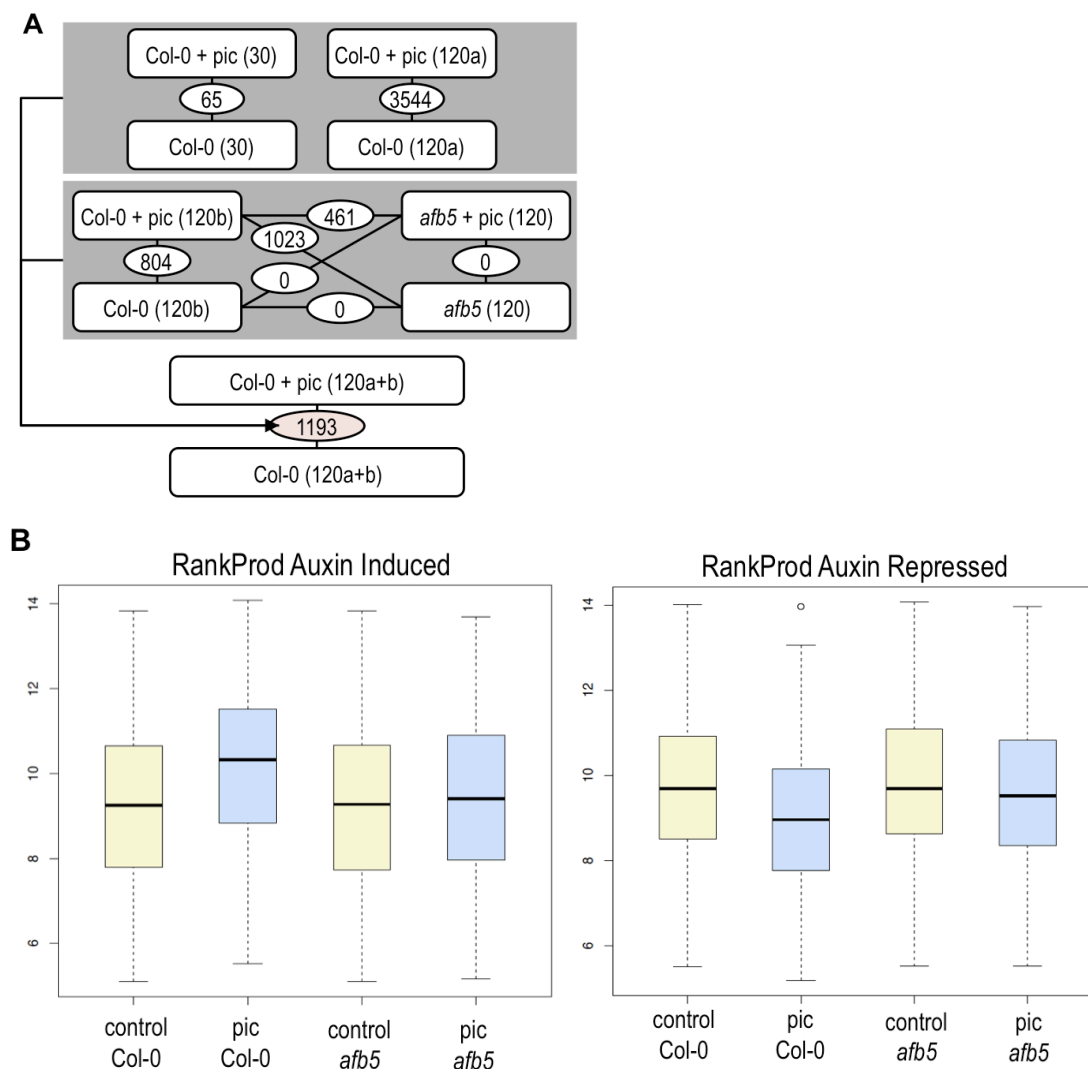 A
Col-0 + pic (30)
Col-0 + pic (120a)
65
3544
Col-0 (30)
Col-0 (120a)
Col-0 + pic (120b)
461
afb5 + pic (120)
1023
804
0
0
Col-0 (120b)
0
afb5 (120)
Col-0 + pic (120a+b)
1193
Col-0 (120a+b)
B
RankProd Auxin Induced
14
12
10
8
6
control
Col-0
pic
Col-0
control
afb5
pic
afb5
RankProd Auxin Repressed
14
12
10
8
6
control
Col-0
pic
Col-0
control
afb5
pic
afb5